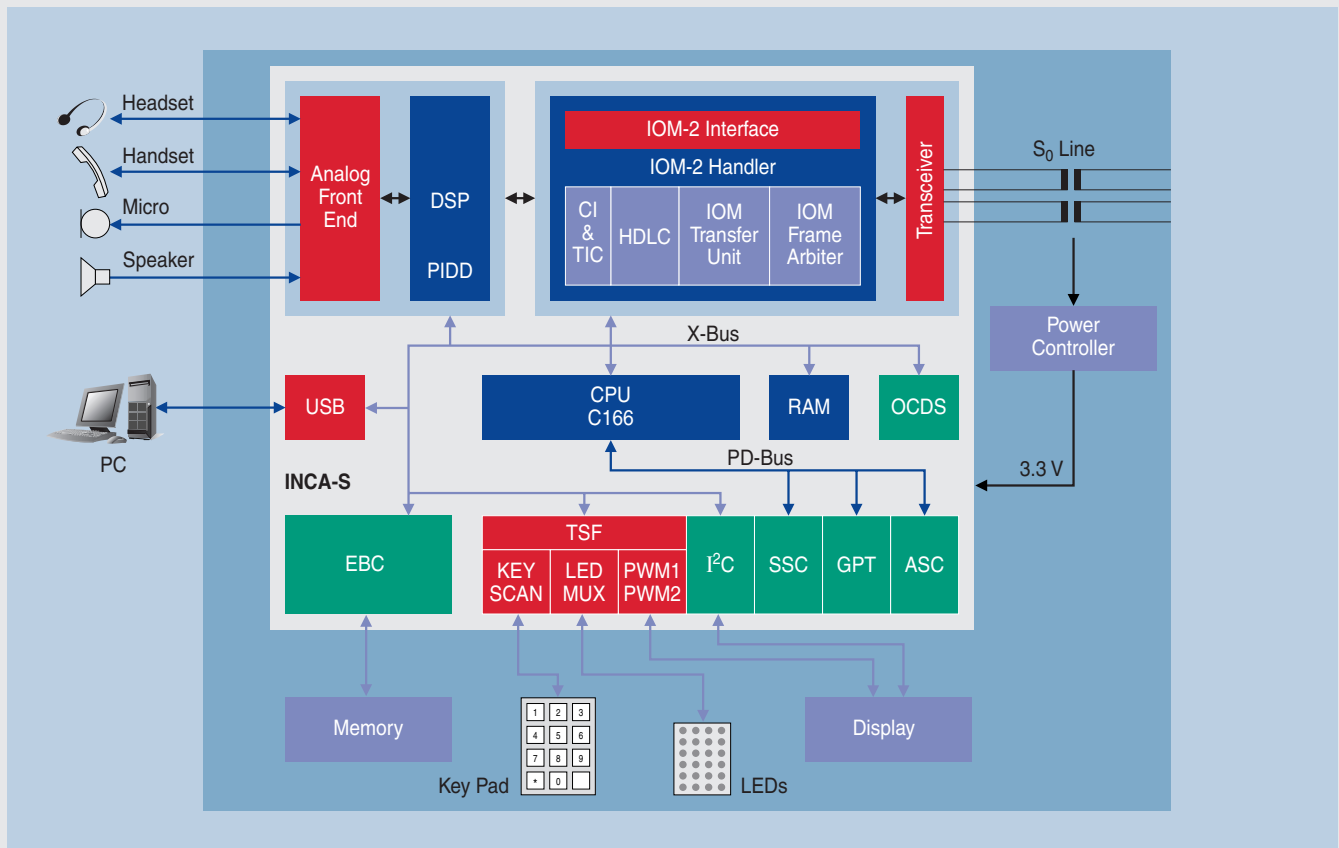 Headset
Handset
Micro
Speaker
Analog
Front
End
DSP
PIDD
IOM-2 Interface
IOM-2 Handler
CI
&
TIC
HDLC
IOM
Transfer
Unit
IOM
Frame
Arbiter
Transceiver
S₀ Line
Power
Controller
3.3 V
X-Bus
PC
USB
CPU
C166
RAM
OCDS
PD-Bus
INCA-S
EBC
TSF
KEY
SCAN
LED
MUX
PWM1
PWM2
I²C
SSC
GPT
ASC
Memory
1 2 3
4 5 6
7 8 9
* 0
Key Pad
LEDs
Display